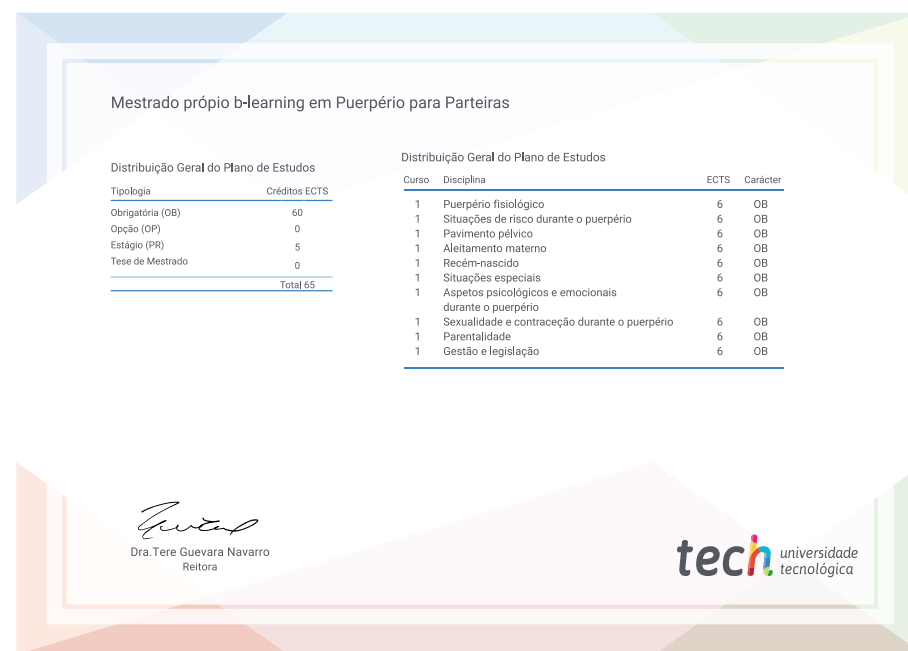 Mestrado própio b-learning em Puerpério para Parteiras
Distribuição Geral do Plano de Estudos
Tipologia Créditos ECTS
Obrigatória (OB) 60
Opção (OP) 0
Estágio (PR) 5
Tese de Mestrado 0
Total 65
Distribuição Geral do Plano de Estudos
Curso Disciplina ECTS Carácter
1 Puerpério fisiológico 6 OB
1 Situações de risco durante o puerpério 6 OB
1 Pavimento pélvico 6 OB
1 Aleitamento materno 6 OB
1 Recém-nascido 6 OB
1 Situações especiais 6 OB
1 Aspetos psicológicos e emocionais 6 OB
durante o puerpério
1 Sexualidade e contraceção durante o puerpério 6 OB
1 Parentalidade 6 OB
1 Gestão e legislação 6 OB
Dra.Tere Guevara Navarro
Reitora
tech universidade
tecnológica